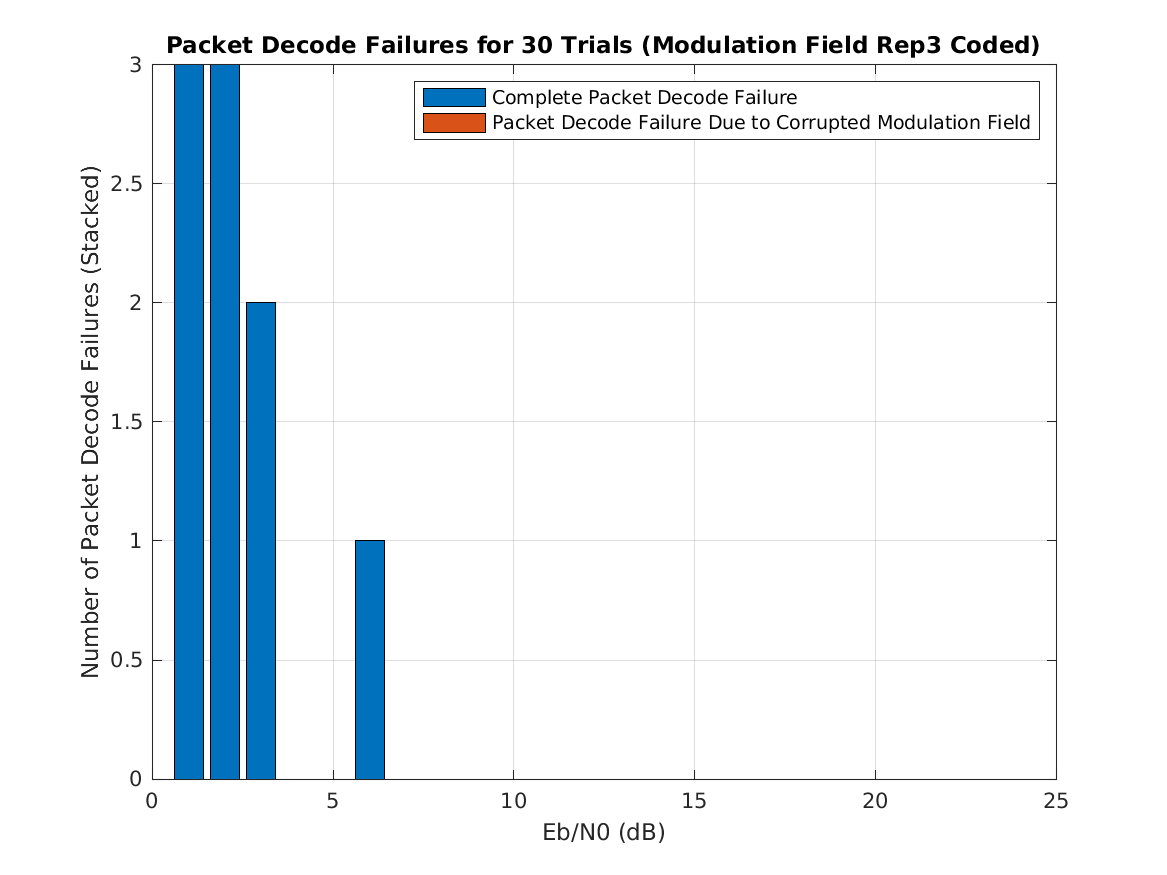 Packet Decode Failures for 30 Trials (Modulation Field Rep3 Coded)
Complete Packet Decode Failure
Packet Decode Failure Due to Corrupted Modulation Field
Number of Packet Decode Failures (Stacked)
3
2.5
2
1.5
1
0.5
0
0 5 10 15 20 25
Eb/N0 (dB)